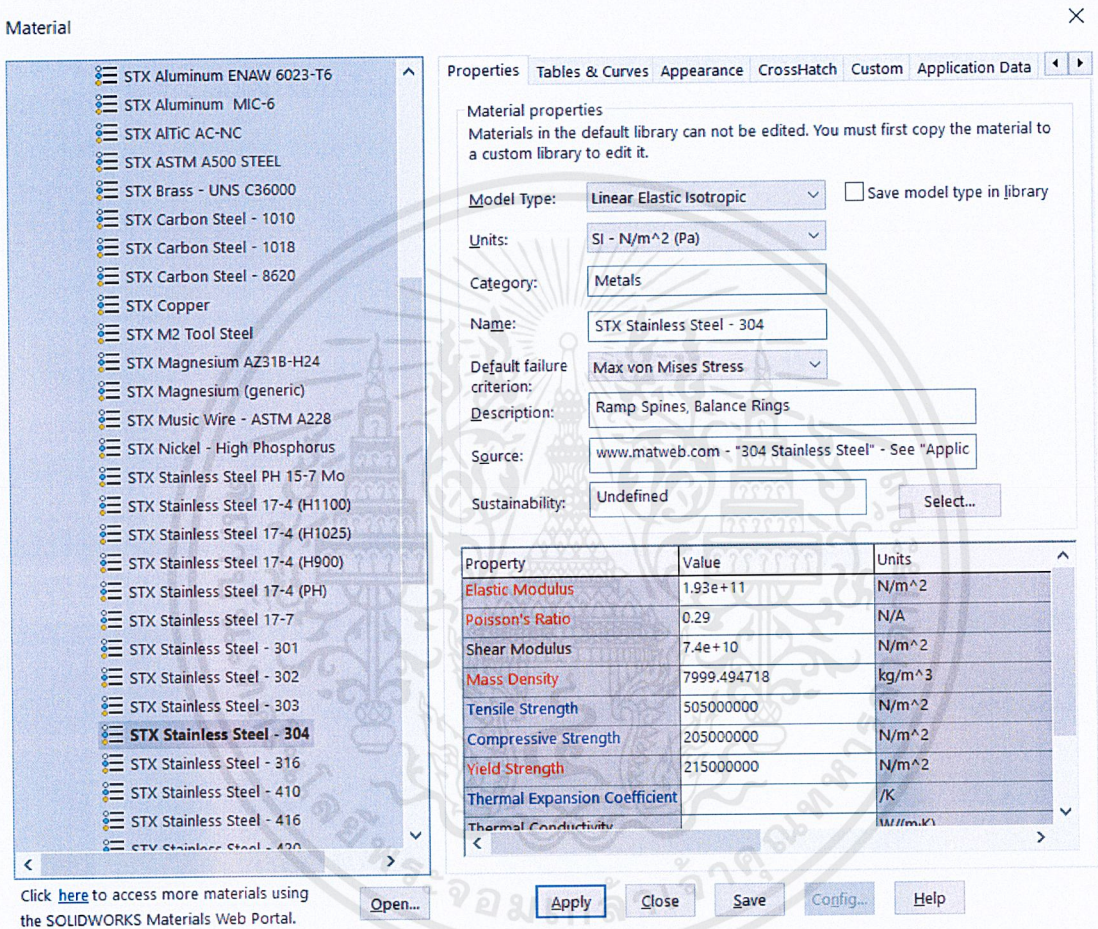 Material
STX Aluminum ENAW 6023-T6
STX Aluminum MIC-6
STX AlTiC AC-NC
STX ASTM A500 STEEL
STX Brass - UNS C36000
STX Carbon Steel - 1010
STX Carbon Steel - 1018
STX Carbon Steel - 8620
STX Copper
STX M2 Tool Steel
STX Magnesium AZ31B-H24
STX Magnesium (generic)
STX Music Wire - ASTM A228
STX Nickel - High Phosphorus
STX Stainless Steel PH 15-7 Mo
STX Stainless Steel 17-4 (H1100)
STX Stainless Steel 17-4 (H1025)
STX Stainless Steel 17-4 (H900)
STX Stainless Steel 17-4 (PH)
STX Stainless Steel 17-7
STX Stainless Steel - 301
STX Stainless Steel - 302
STX Stainless Steel - 303
STX Stainless Steel - 304
STX Stainless Steel - 316
STX Stainless Steel - 410
STX Stainless Steel - 416
STX Stainless Steel - 420
Click here to access more materials using
the SOLIDWORKS Materials Web Portal.
Open...
Properties Tables & Curves Appearance CrossHatch Custom Application Data
Material properties
Materials in the default library can not be edited. You must first copy the material to
a custom library to edit it.
Model Type: Linear Elastic Isotropic Save model type in library
Units: SI - N/m^2 (Pa)
Category: Metals
Name: STX Stainless Steel - 304
Default failure
criterion: Max von Mises Stress
Description: Ramp Spines, Balance Rings
Source: www.matweb.com - "304 Stainless Steel" - See "Applic
Sustainability: Undefined Select...
Property Value Units
Elastic Modulus 1.93e+11 N/m^2
Poisson's Ratio 0.29 N/A
Shear Modulus 7.4e+10 N/m^2
Mass Density 7999.494718 kg/m^3
Tensile Strength 505000000 N/m^2
Compressive Strength 205000000 N/m^2
Yield Strength 215000000 N/m^2
Thermal Expansion Coefficient /K
Thermal Conductivity W/(m·K)
Apply Close Save Config... Help